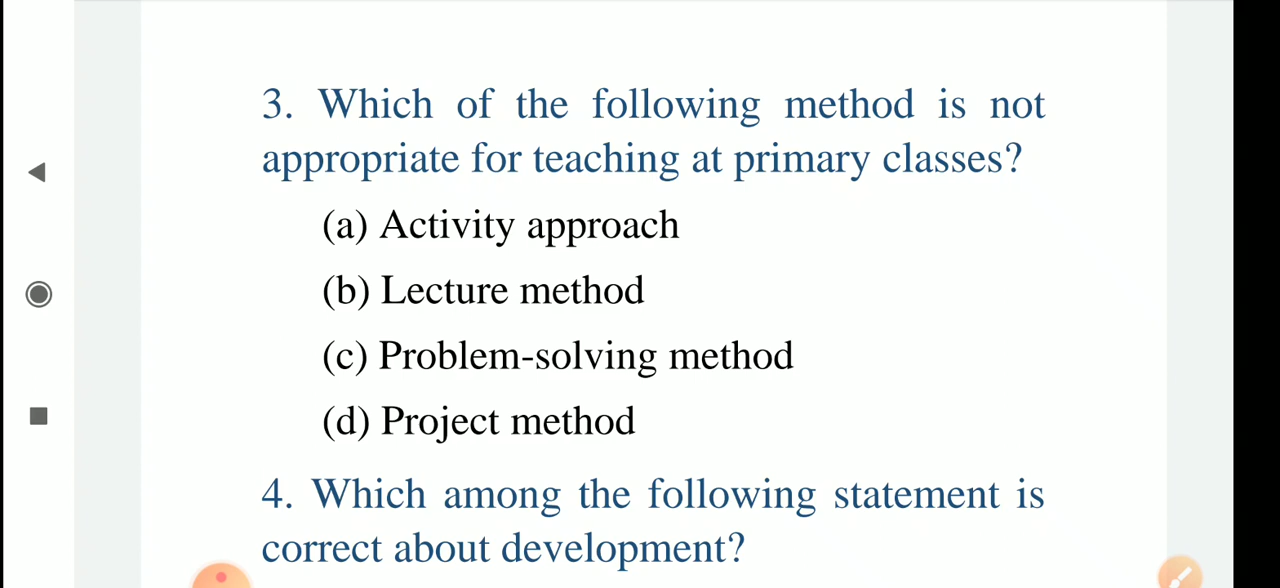 3. Which of the following method is not
appropriate for teaching at primary classes?
(a) Activity approach
(b) Lecture method
(c) Problem-solving method
(d) Project method
4. Which among the following statement is
correct about development?